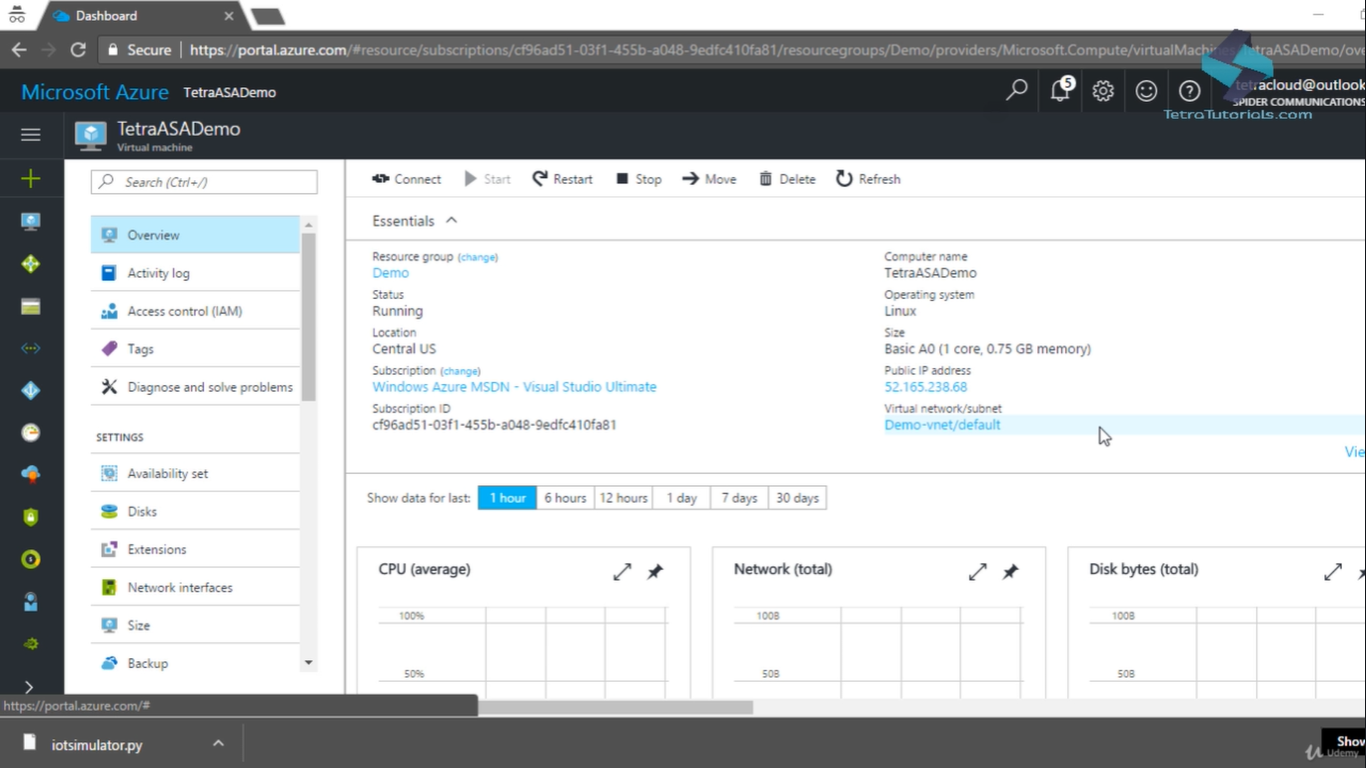 Dashboard
Secure | https://portal.azure.com/#resource/subscriptions/cf96ad51-03f1-455b-a048-9edfc410fa81/resourcegroups/Demo/providers/Microsoft.Compute/virtualMachines/TetraASADemo/ove
Microsoft Azure TetraASADemo
5
tetracloud@outlook
SPIDER COMMUNICATIONS
TetraTutorials.com
TetraASADemo
Virtual machine
Search (Ctrl+/)
Connect Start Restart Stop Move Delete Refresh
Essentials
Overview
Activity log
Access control (IAM)
Tags
Diagnose and solve problems
SETTINGS
Availability set
Disks
Extensions
Network interfaces
Size
Backup
Resource group (change)
Demo
Status
Running
Location
Central US
Subscription (change)
Windows Azure MSDN - Visual Studio Ultimate
Subscription ID
cf96ad51-03f1-455b-a048-9edfc410fa81
Computer name
TetraASADemo
Operating system
Linux
Size
Basic A0 (1 core, 0.75 GB memory)
Public IP address
52.165.238.68
Virtual network/subnet
Demo-vnet/default
Vie
Show data for last: 1 hour 6 hours 12 hours 1 day 7 days 30 days
CPU (average)
100%
50%
Network (total)
100B
50B
Disk bytes (total)
100B
50B
https://portal.azure.com/#
iotsimulator.py
Show
Udemy